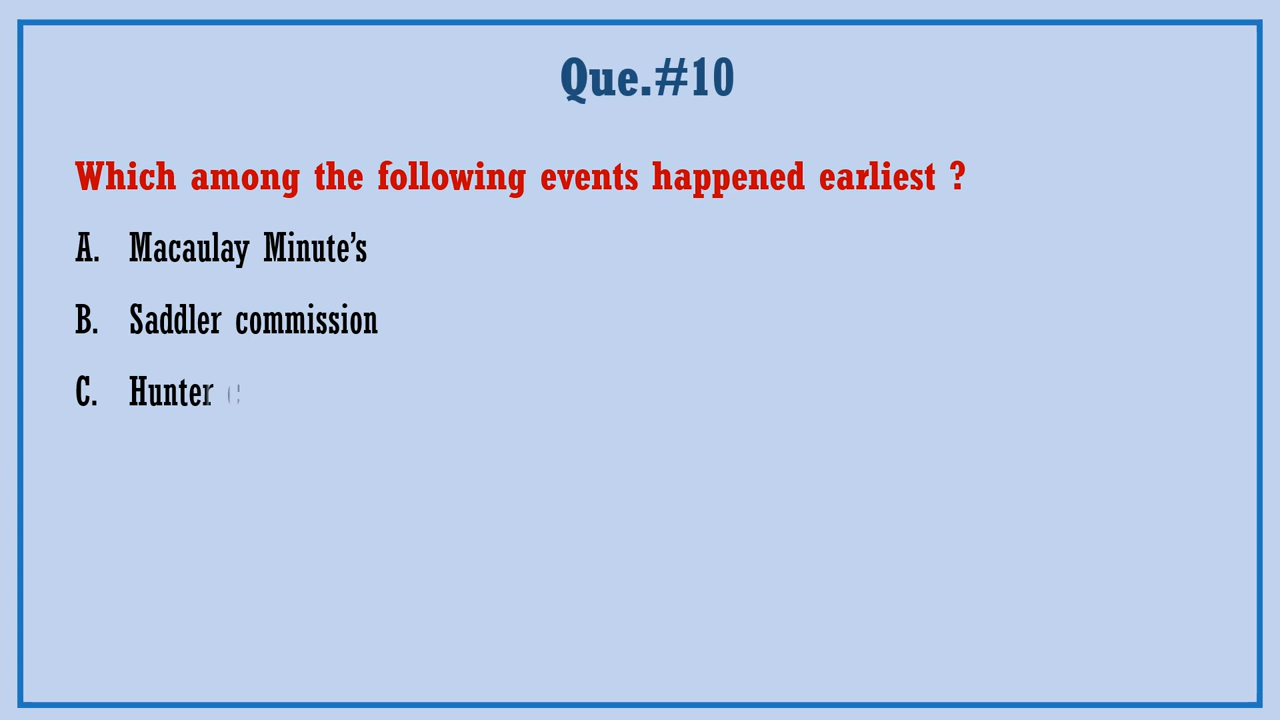 Que.#10
Which among the following events happened earliest ?
A. Macaulay Minute’s
B. Saddler commission
C. Hunter